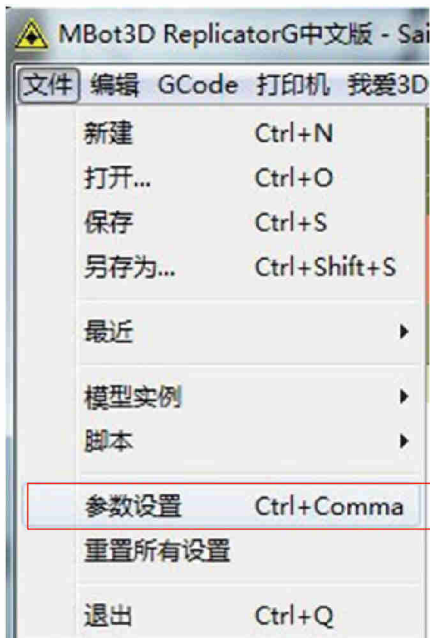 MBot3D ReplicatorG中文版 - Sai
文件 编辑 GCode 打印机 我爱3D
新建 Ctrl+N
打开... Ctrl+O
保存 Ctrl+S
另存为... Ctrl+Shift+S
最近
模型实例
脚本
参数设置 Ctrl+Comma
重置所有设置
退出 Ctrl+Q